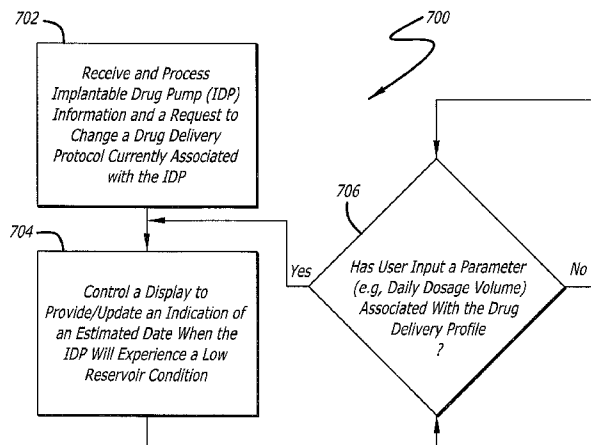 702
700
Receive and Process
Implantable Drug Pump (IDP)
Information and a Request to
Change a Drug Delivery
Protocol Currently Associated
with the IDP
704
706
Control a Display to
Provide/Update an Indication of
an Estimated Date When the
IDP Will Experience a Low
Reservoir Condition
Yes
Has User Input a Parameter
(e.g, Daily Dosage Volume)
Associated With the Drug
Delivery Profile
?
No